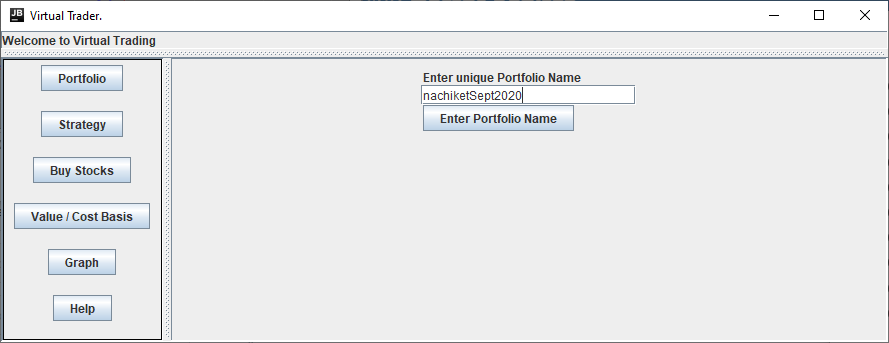 JB Virtual Trader.
Welcome to Virtual Trading
Portfolio
Strategy
Buy Stocks
Value / Cost Basis
Graph
Help
Enter unique Portfolio Name
nachiketSept2020
Enter Portfolio Name